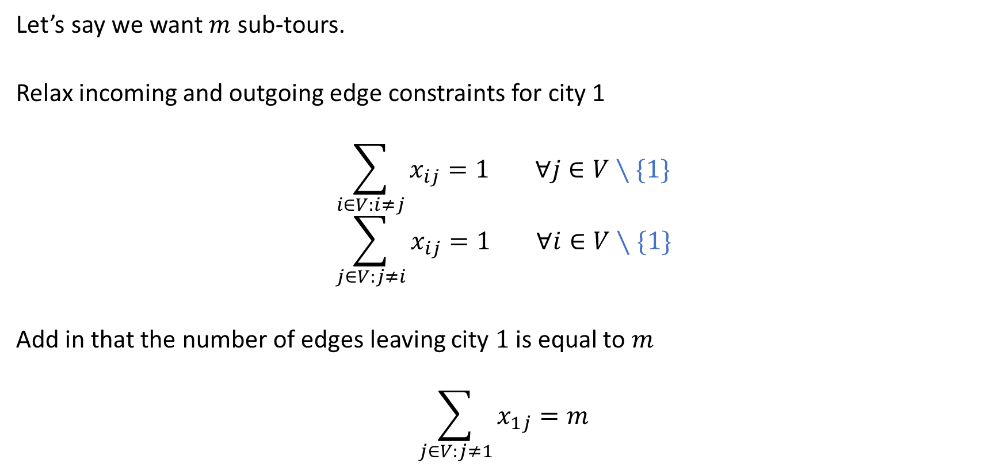 Let's say we want m sub-tours.
Relax incoming and outgoing edge constraints for city 1
∑_{i∈V:i≠j} x_{ij} = 1 ∀j ∈ V \ {1}
∑_{j∈V:j≠i} x_{ij} = 1 ∀i ∈ V \ {1}
Add in that the number of edges leaving city 1 is equal to m
∑_{j∈V:j≠1} x_{1j} = m